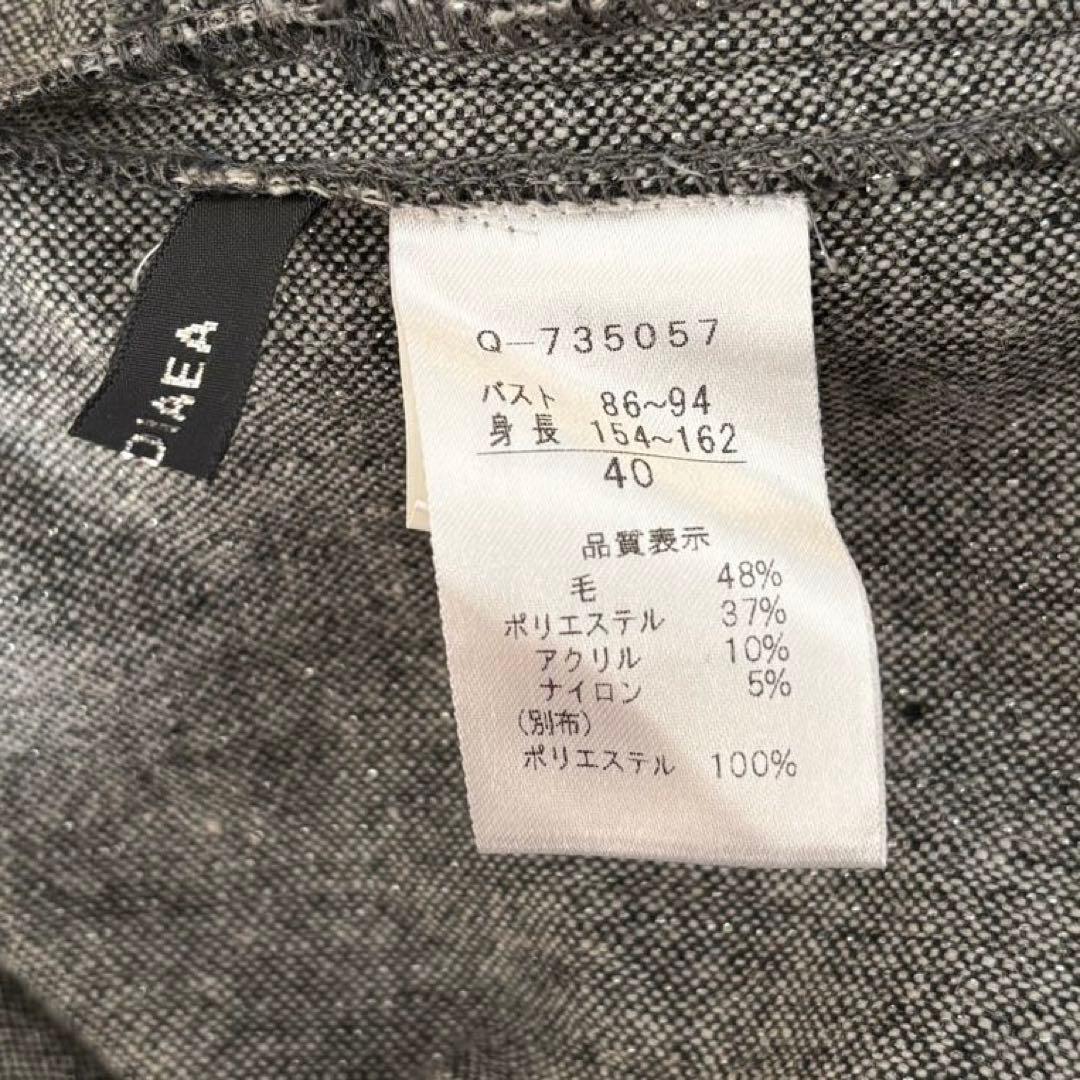 DIAEA
Q—735057
バスト 86~94
身長 154~162
40
品質表示
毛 48%
ポリエステル 37%
アクリル 10%
ナイロン 5%
(別布)
ポリエステル 100%